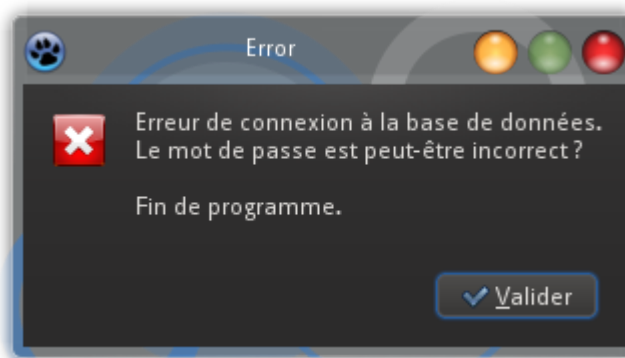 Error
Erreur de connexion à la base de données.
Le mot de passe est peut-être incorrect ?
Fin de programme.
Valider